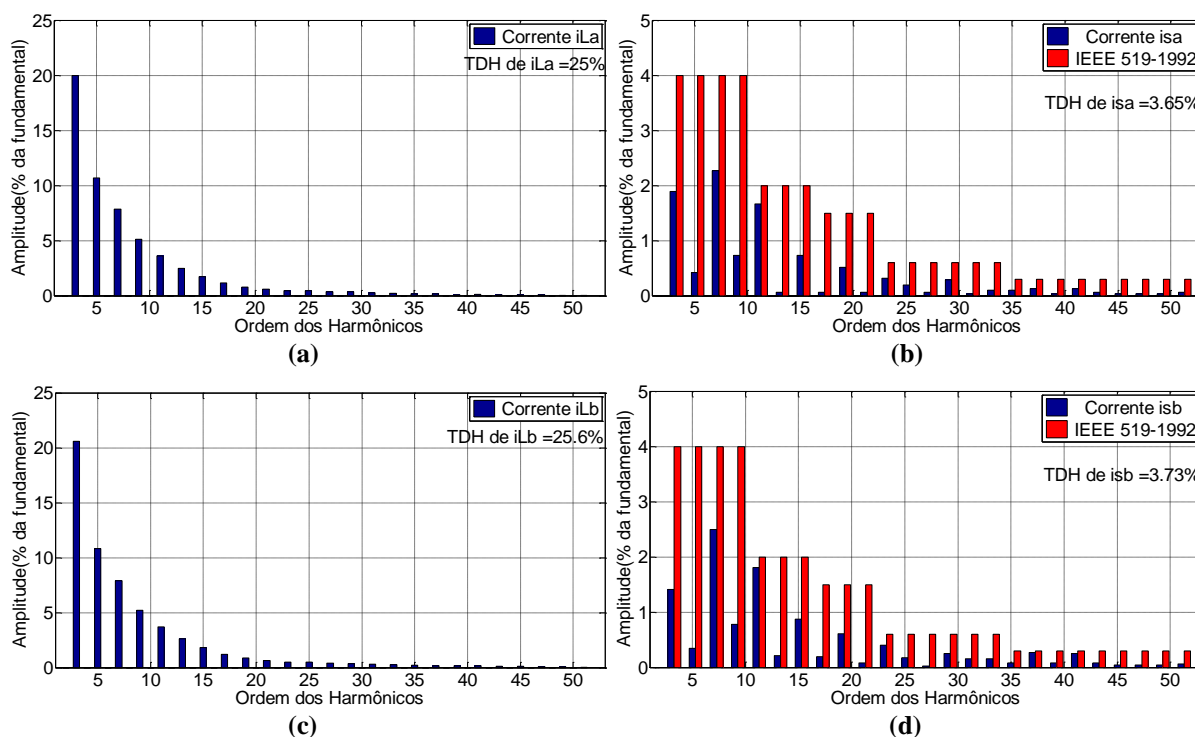 25
20
15
10
5
0
Amplitude(% da fundamental)
Corrente iLa
TDH de iLa =25%
5 10 15 20 25 30 35 40 45 50
Ordem dos Harmônicos
(a)
5
4
3
2
1
0
Amplitude(% da fundamental)
Corrente isa
IEEE 519-1992
TDH de isa =3.65%
5 10 15 20 25 30 35 40 45 50
Ordem dos Harmônicos
(b)
25
20
15
10
5
0
Amplitude(% da fundamental)
Corrente iLb
TDH de iLb =25.6%
5 10 15 20 25 30 35 40 45 50
Ordem dos Harmônicos
(c)
5
4
3
2
1
0
Amplitude(% da fundamental)
Corrente isb
IEEE 519-1992
TDH de isb =3.73%
5 10 15 20 25 30 35 40 45 50
Ordem dos Harmônicos
(d)